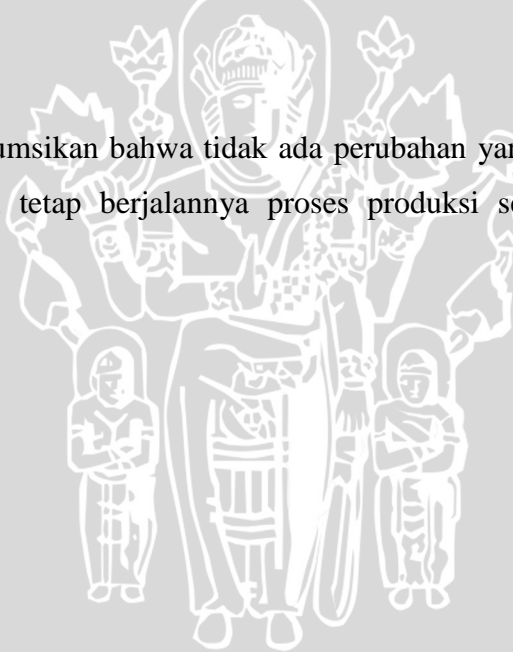 umsikan bahwa tidak ada perubahan yan
tetap berjalannya proses produksi se